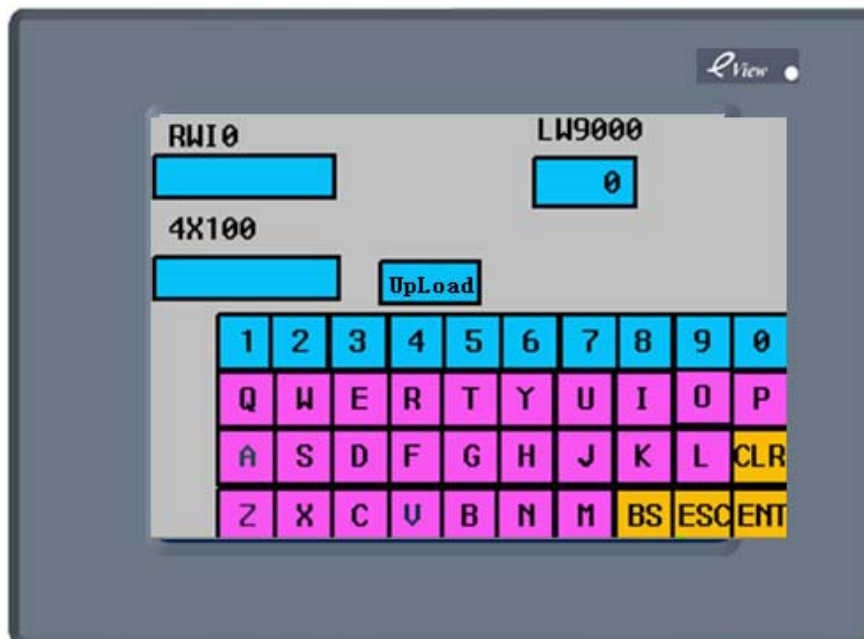 eView
RWI0 LW9000
0
4X100
UpLoad
1 2 3 4 5 6 7 8 9 0
Q W E R T Y U I O P
A S D F G H J K L CLR
Z X C V B N M BS ESC ENT